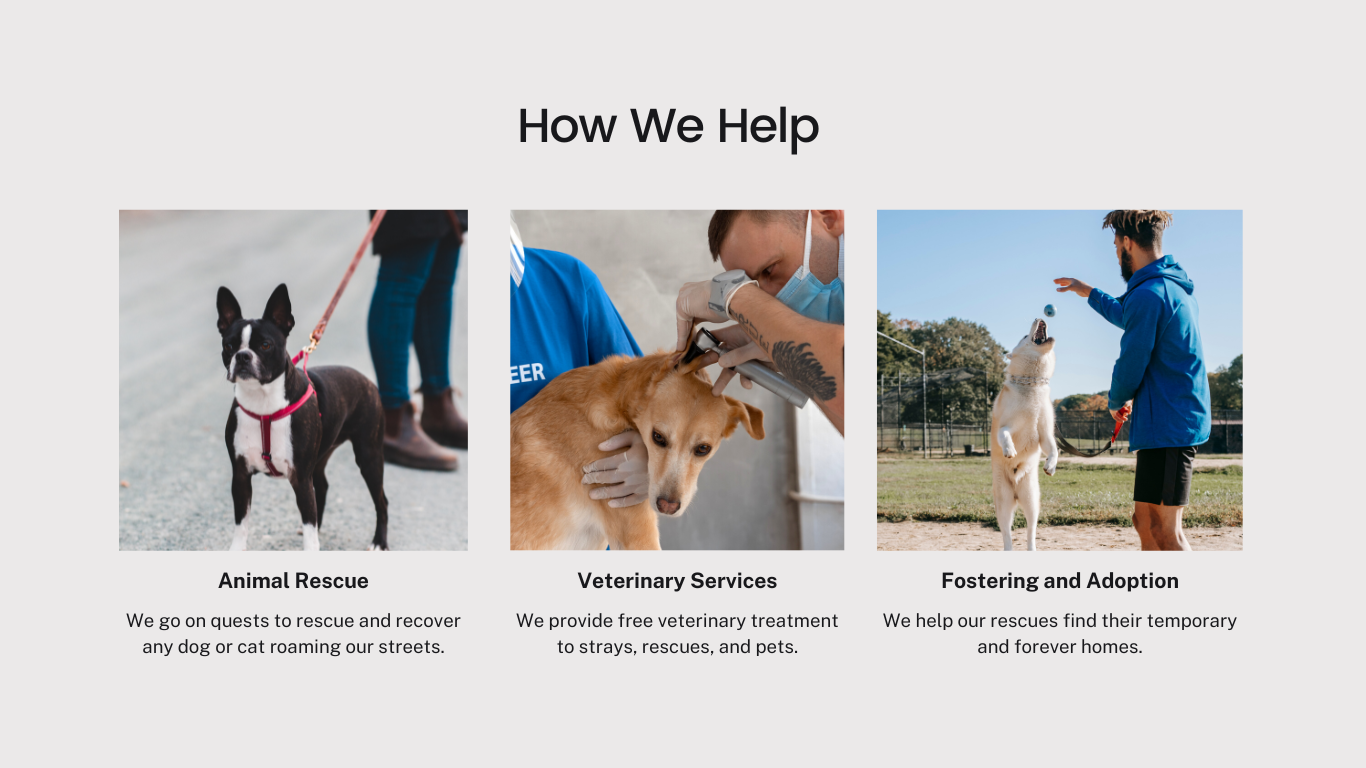 How We Help
EER
Animal Rescue
We go on quests to rescue and recover
any dog or cat roaming our streets.
Veterinary Services
We provide free veterinary treatment
to strays, rescues, and pets.
Fostering and Adoption
We help our rescues find their temporary
and forever homes.